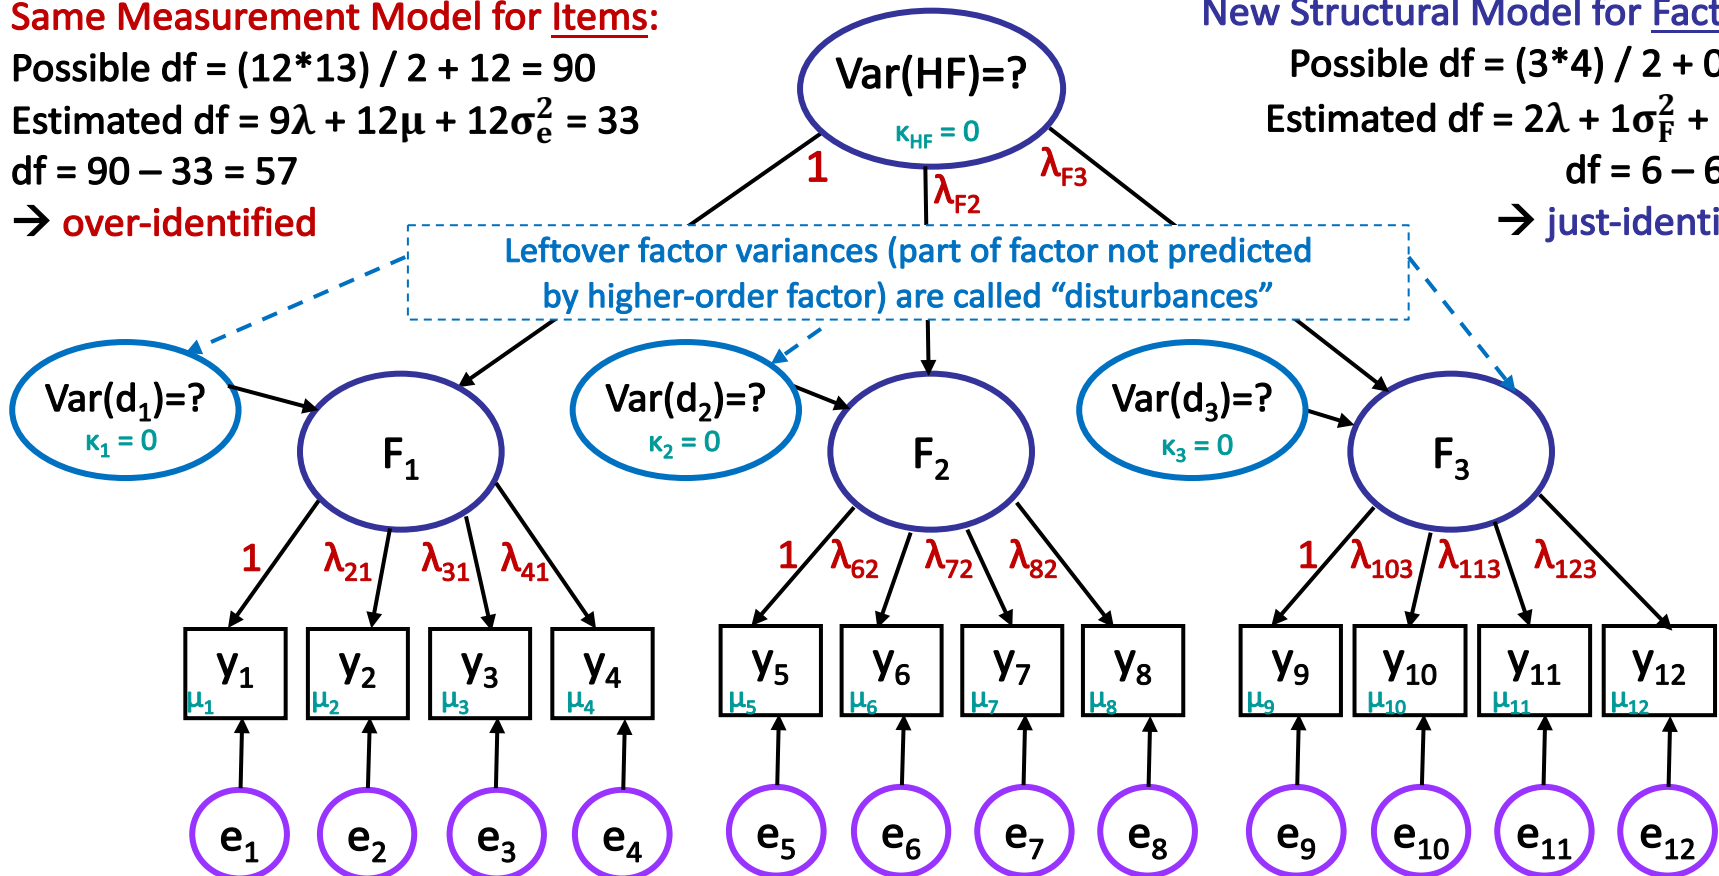 Same Measurement Model for Items:
Possible df = (12*13) / 2 + 12 = 90
Estimated df = 9λ + 12μ + 12σ²ₑ = 33
df = 90 – 33 = 57
→ over-identified
New Structural Model for
Possible df = (3*4) / 2 +
Estimated df = 2λ + 1σ²F +
df = 6 – 6
→
Var(HF)=?
κHF = 0
1
λF2
λF3
Leftover factor variances (part of factor not predicted
by higher-order factor) are called “disturbances”
Var(d₁)=?
κ₁ = 0
F₁
Var(d₂)=?
κ₂ = 0
F₂
Var(d₃)=?
κ₃ = 0
F₃
1 λ₂₁ λ₃₁ λ₄₁
1 λ₆₂ λ₇₂ λ₈₂
1 λ₁₀₃ λ₁₁₃ λ₁₂₃
y₁ y₂ y₃ y₄ y₅ y₆ y₇ y₈ y₉ y₁₀ y₁₁ y₁₂
μ₁ μ₂ μ₃ μ₄ μ₅ μ₆ μ₇ μ₈ μ₉ μ₁₀ μ₁₁ μ₁₂
e₁ e₂ e₃ e₄ e₅ e₆ e₇ e₈ e₉ e₁₀ e₁₁ e₁₂